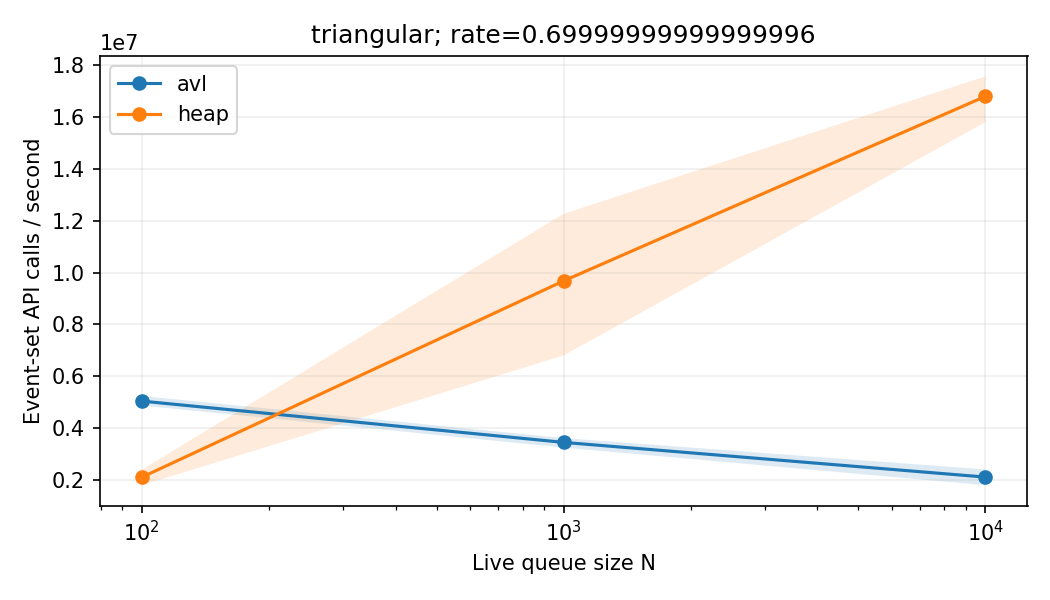 triangular; rate=0.69999999999999996
1e7
avl
heap
1.8
1.6
1.4
1.2
1.0
0.8
0.6
0.4
0.2
Event-set API calls / second
10²
10³
10⁴
Live queue size N